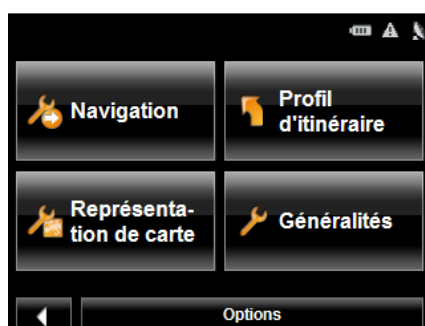 Navigation
Profil
d'itinéraire
Représenta-
tion de carte
Généralités
Options